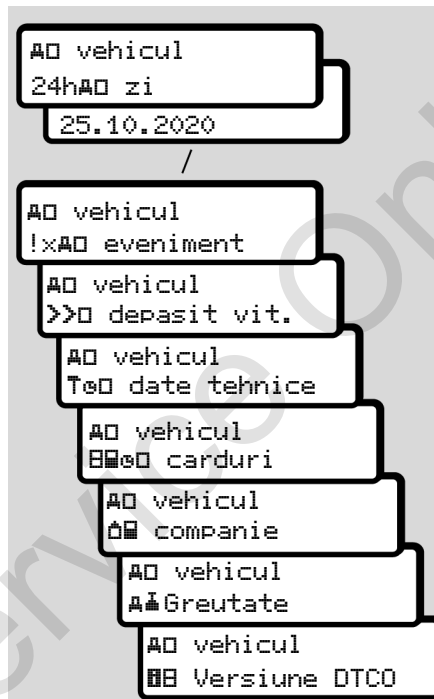 vehicul
24h zi
25.10.2020
/
vehicul
!x eveniment
vehicul
>> depasit vit.
vehicul
date tehnice
vehicul
carduri
vehicul
companie
vehicul
Greutate
vehicul
Versiune DTCO